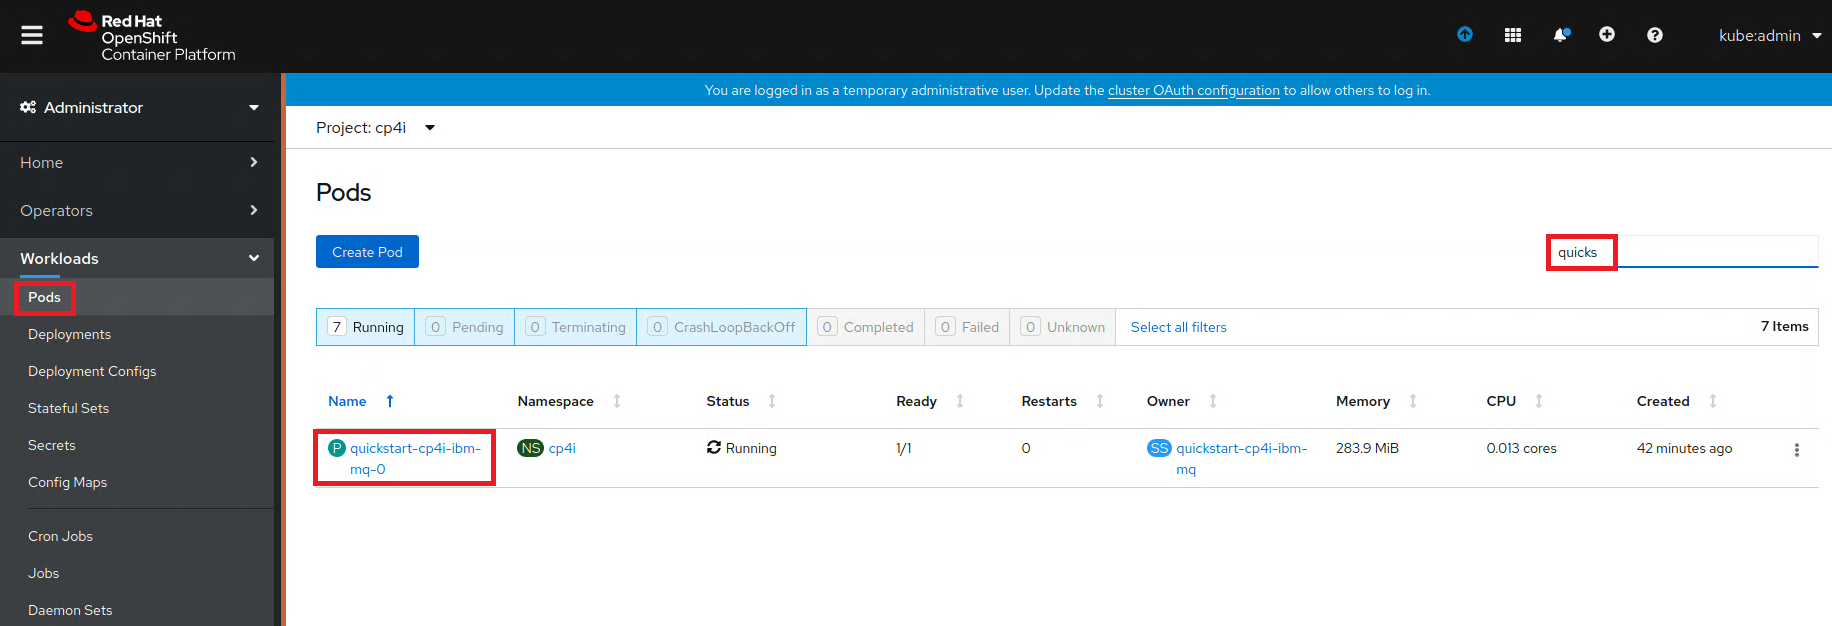 Red Hat
OpenShift
Container Platform
kube:admin
Administrator
You are logged in as a temporary administrative user. Update the cluster OAuth configuration to allow others to log in.
Project: cp4i
Home
Operators
Workloads
Pods
Deployments
Deployment Configs
Stateful Sets
Secrets
Config Maps
Cron Jobs
Jobs
Daemon Sets
Pods
Create Pod
quicks
7 Running 0 Pending 0 Terminating 0 CrashLoopBackOff 0 Completed 0 Failed 0 Unknown Select all filters 7 Items
Name Namespace Status Ready Restarts Owner Memory CPU Created
P quickstart-cp4i-ibm- NS cp4i Running 1/1 0 SS quickstart-cp4i-ibm- 283.9 MiB 0.013 cores 42 minutes ago
mq-0 mq